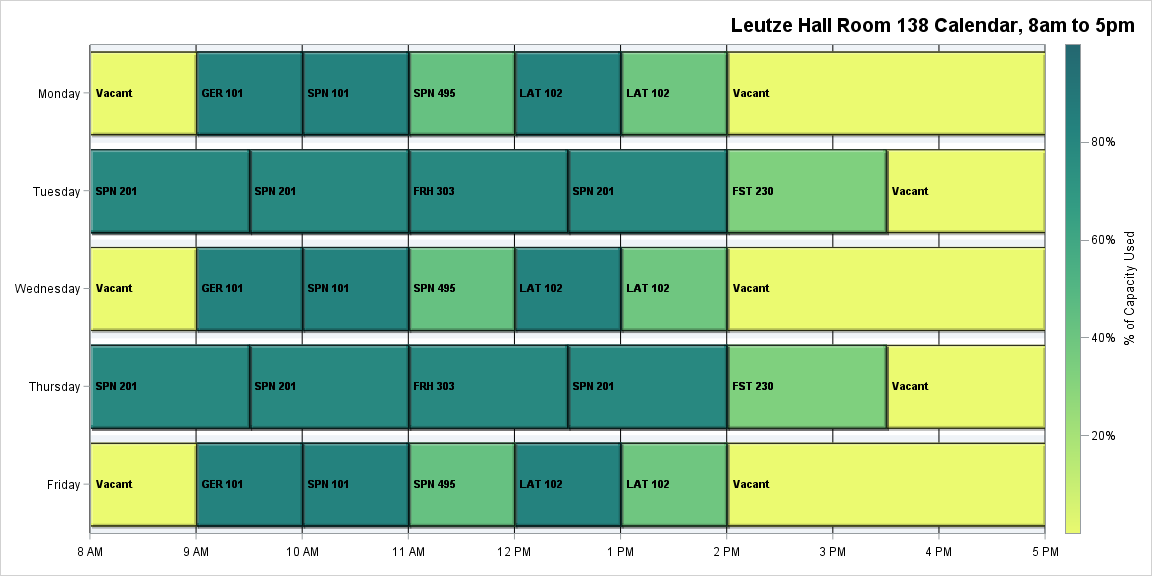 Leutze Hall Room 138 Calendar, 8am to 5pm
Monday
Vacant
GER 101
SPN 101
SPN 495
LAT 102
LAT 102
Vacant
Tuesday
SPN 201
SPN 201
FRH 303
SPN 201
FST 230
Vacant
Wednesday
Vacant
GER 101
SPN 101
SPN 495
LAT 102
LAT 102
Vacant
Thursday
SPN 201
SPN 201
FRH 303
SPN 201
FST 230
Vacant
Friday
Vacant
GER 101
SPN 101
SPN 495
LAT 102
LAT 102
Vacant
8 AM
9 AM
10 AM
11 AM
12 PM
1 PM
2 PM
3 PM
4 PM
5 PM
80%
60%
40%
20%
% of Capacity Used